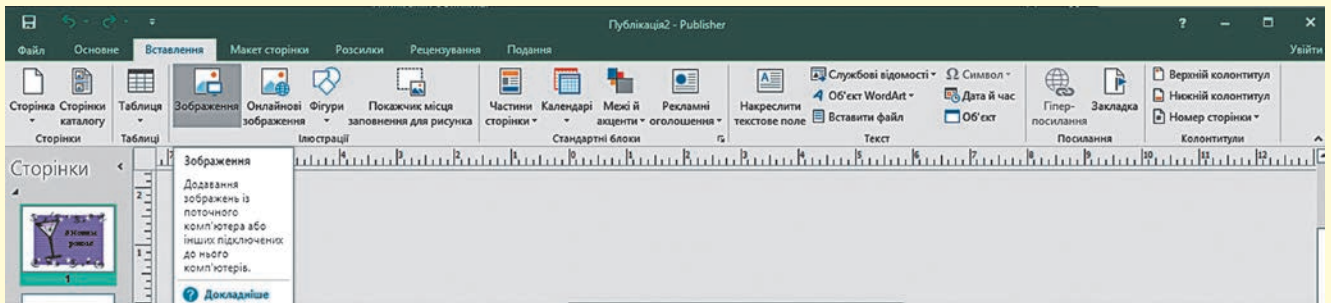 Публікація2 - Publisher
Файл Основне Вставлення Макет сторінки Розсилки Рецензування Подання Увійти
Сторінка Сторінки каталогу
Сторінки
Таблиця
Таблиці
Зображення Онлайнові зображення Фігури Покажчик місця заповнення для рисунка
Ілюстрації
Частини сторінки Календарі Межі й акценти Рекламні оголошення
Стандартні блоки
Накреслити текстове поле
Службові відомості Ω Символ
Об'єкт WordArt Дата й час
Вставити файл Об'єкт
Текст
Гіпер-посилання Закладка
Посилання
Верхній колонтитул
Нижній колонтитул
Номер сторінки
Колонтитули
Сторінки
З Новим
роком!
1
Зображення
Додавання
зображень із
поточного
комп'ютера або
інших підключених
до нього
комп'ютерів.
Докладніше